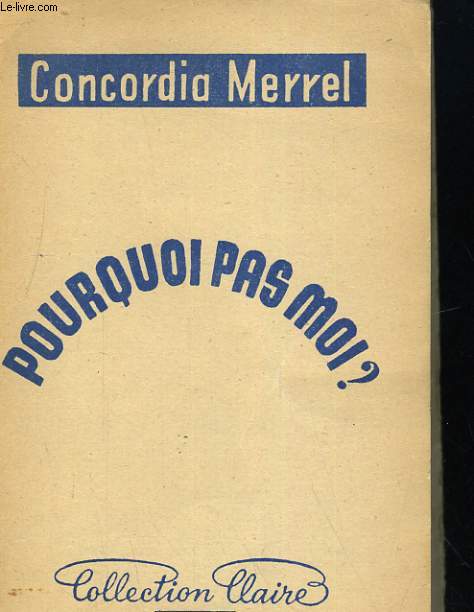 Le-livre.com
Concordia Merrel
POURQUOI PAS MOI?
Collection Claire